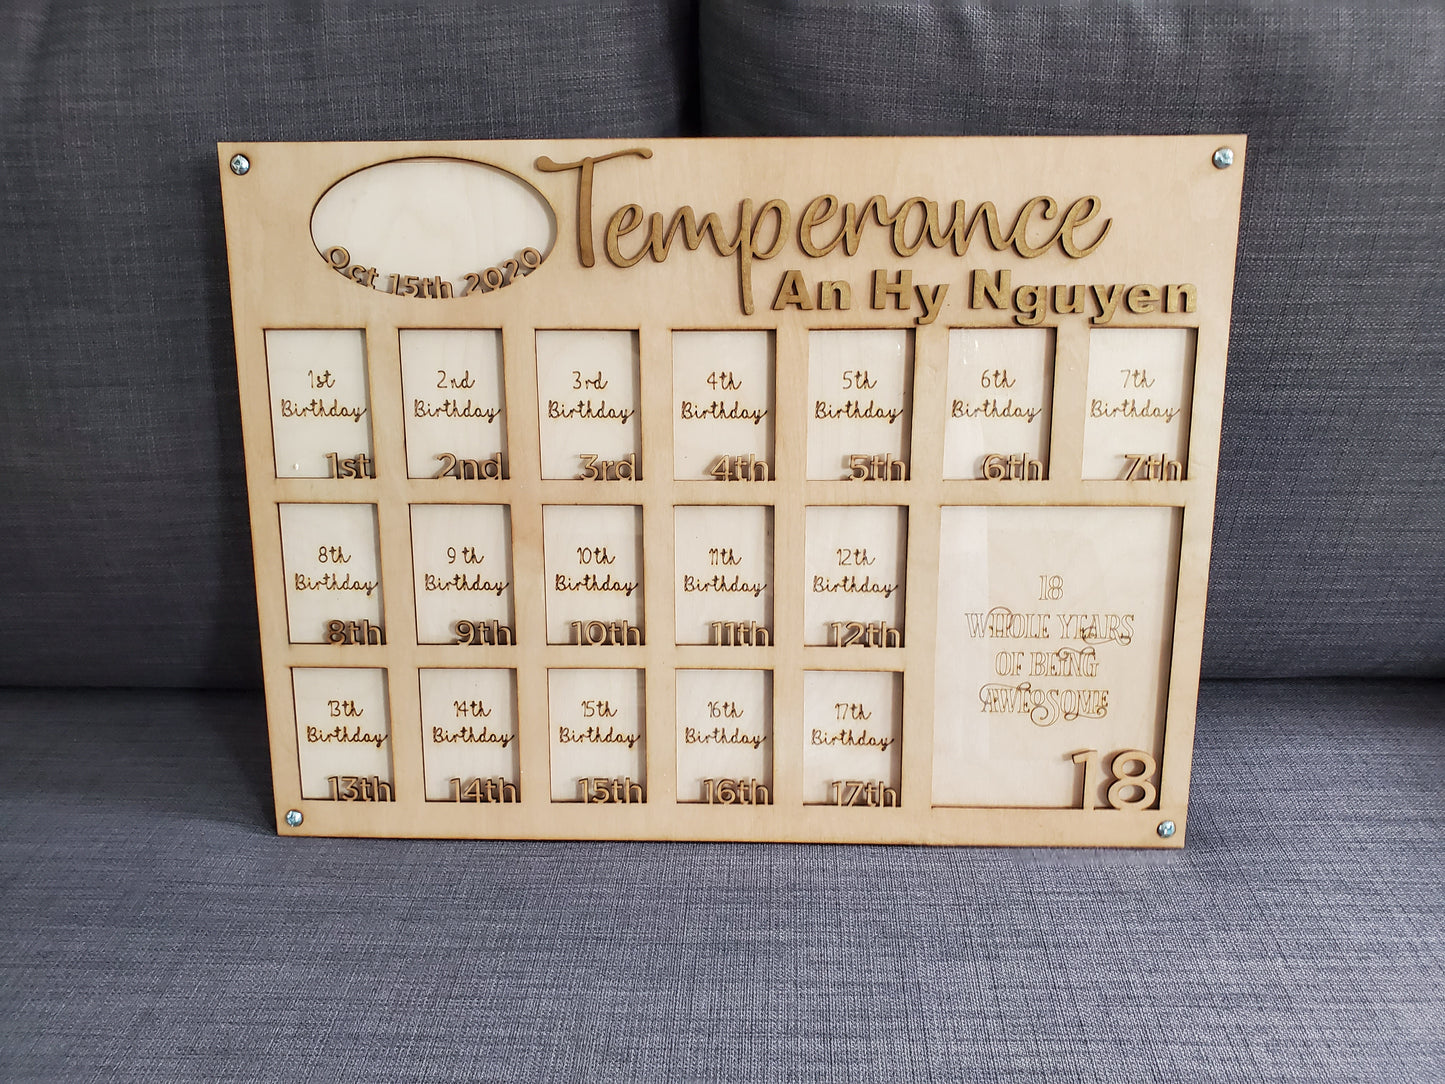 Temperance
An Hy Nguyen
Oct 15th 2020
1st
Birthday
1st
2nd
Birthday
2nd
3rd
Birthday
3rd
4th
Birthday
4th
5th
Birthday
5th
6th
Birthday
6th
7th
Birthday
7th
8th
Birthday
8th
9th
Birthday
9th
10th
Birthday
10th
11th
Birthday
11th
12th
Birthday
12th
13th
Birthday
13th
14th
Birthday
14th
15th
Birthday
15th
16th
Birthday
16th
17th
Birthday
17th
18
WHOLE YEARS
OF BEING
AWESOME
18